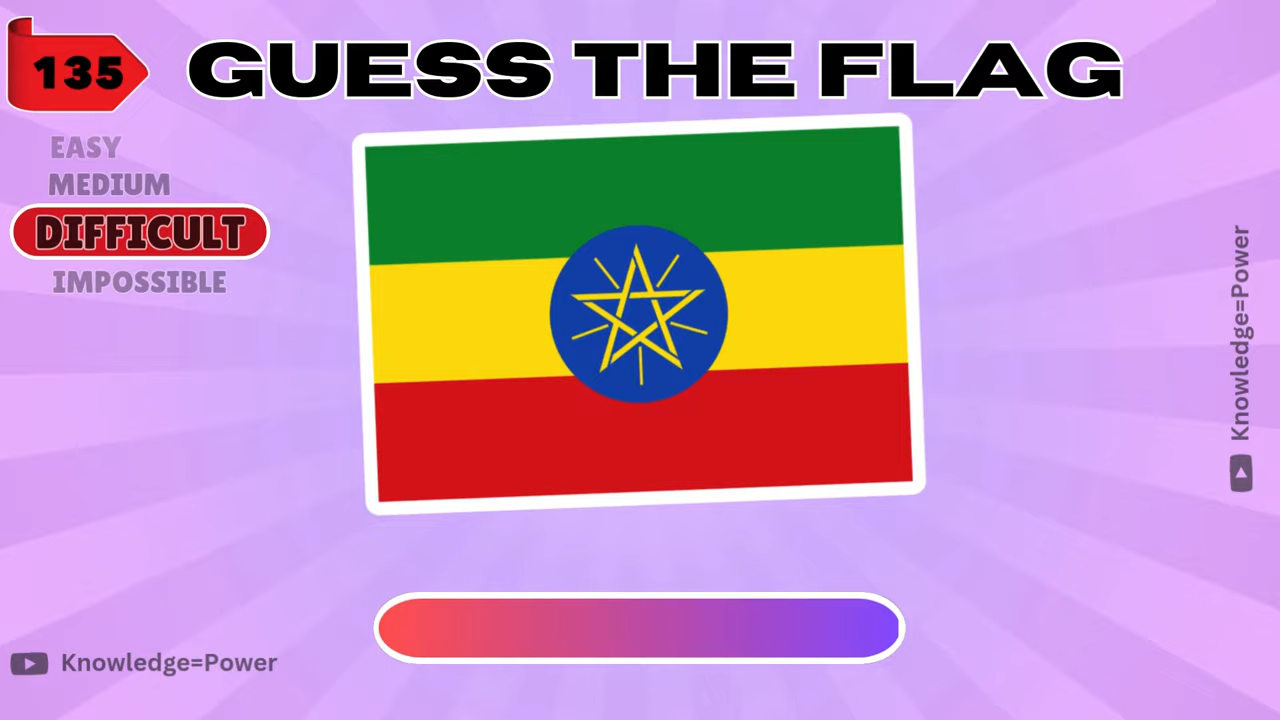 135
GUESS THE FLAG
EASY
MEDIUM
DIFFICULT
IMPOSSIBLE
Knowledge=Power
Knowledge=Power